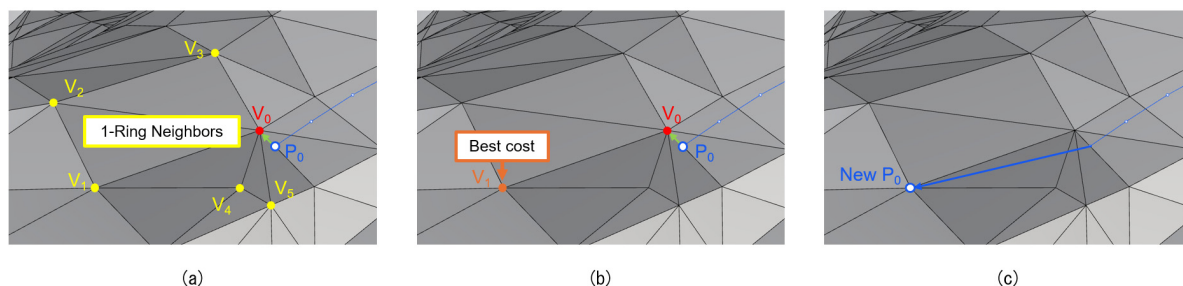 V₃
V₂
1-Ring Neighbors
V₀
P₀
V₁
V₄
V₅
(a)
V₀
P₀
Best cost
V₁
(b)
New P₀
(c)